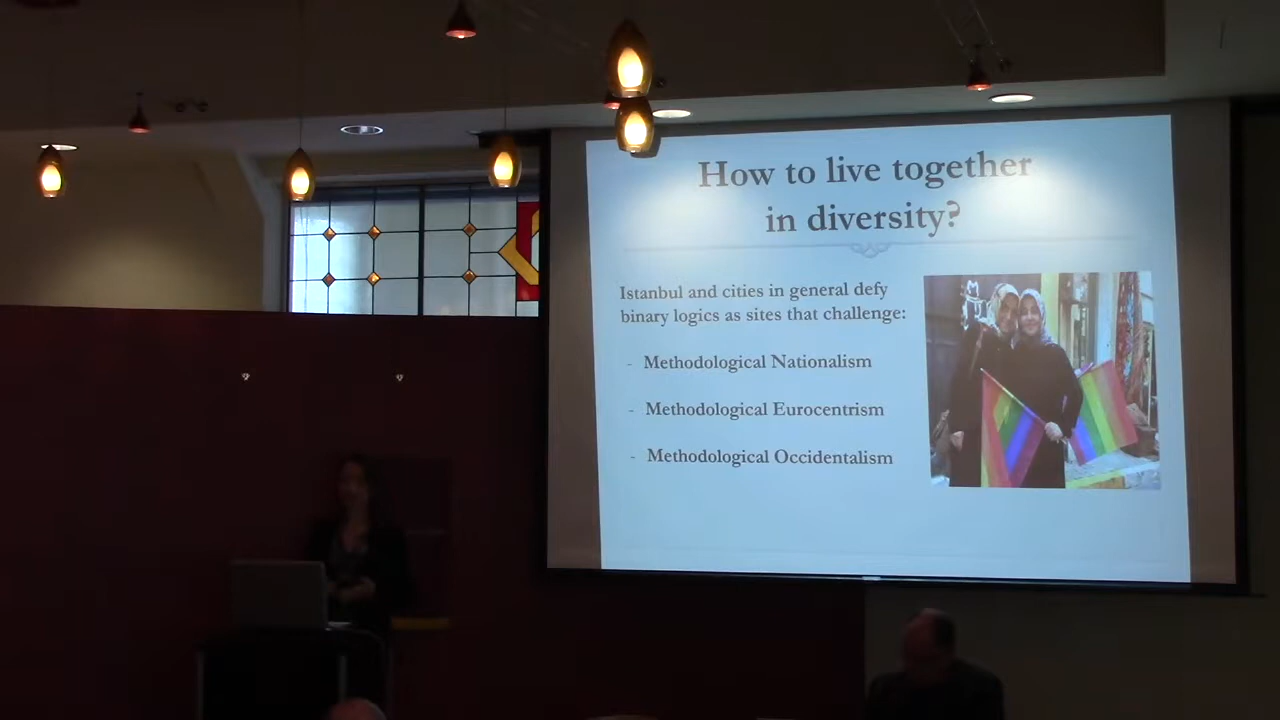 How to live together
in diversity?
Istanbul and cities in general defy
binary logics as sites that challenge:
- Methodological Nationalism
- Methodological Eurocentrism
- Methodological Occidentalism